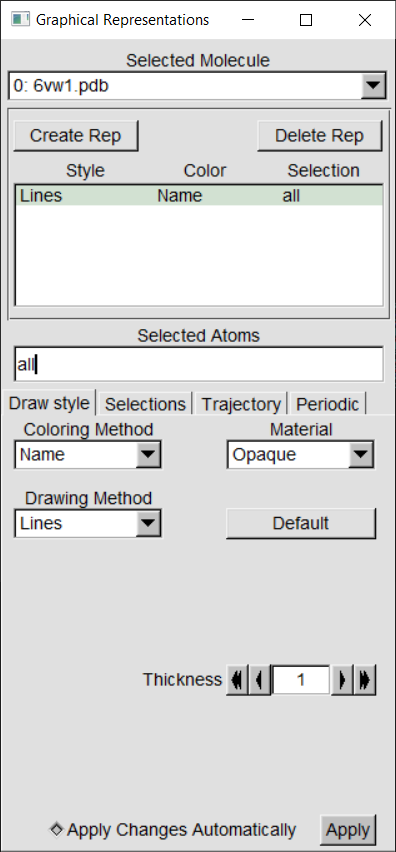 Graphical Representations
Selected Molecule
0: 6vw1.pdb
Create Rep Delete Rep
Style Color Selection
Lines Name all
Selected Atoms
all
Draw style Selections Trajectory Periodic
Coloring Method Material
Name Opaque
Drawing Method
Lines Default
Thickness 1
Apply Changes Automatically Apply